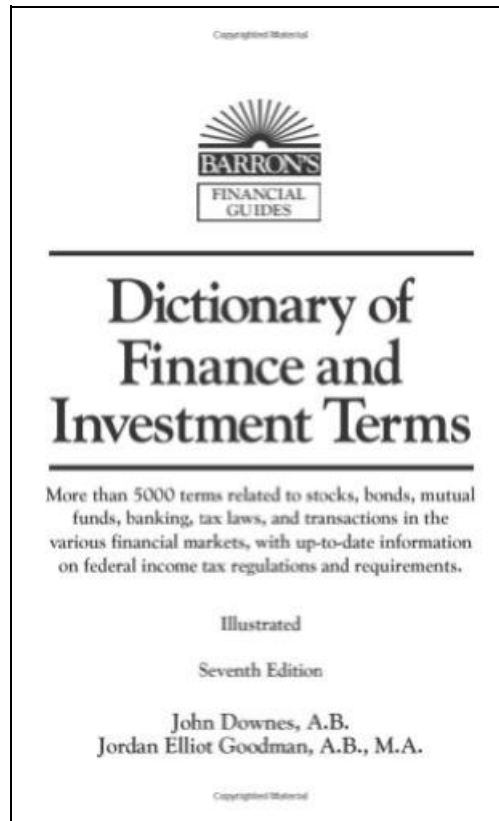 Copyrighted Material
BARRON'S
FINANCIAL
GUIDES
Dictionary of
Finance and
Investment Terms
More than 5000 terms related to stocks, bonds, mutual
funds, banking, tax laws, and transactions in the
various financial markets, with up-to-date information
on federal income tax regulations and requirements.
Illustrated
Seventh Edition
John Downes, A.B.
Jordan Elliot Goodman, A.B., M.A.
Copyrighted Material